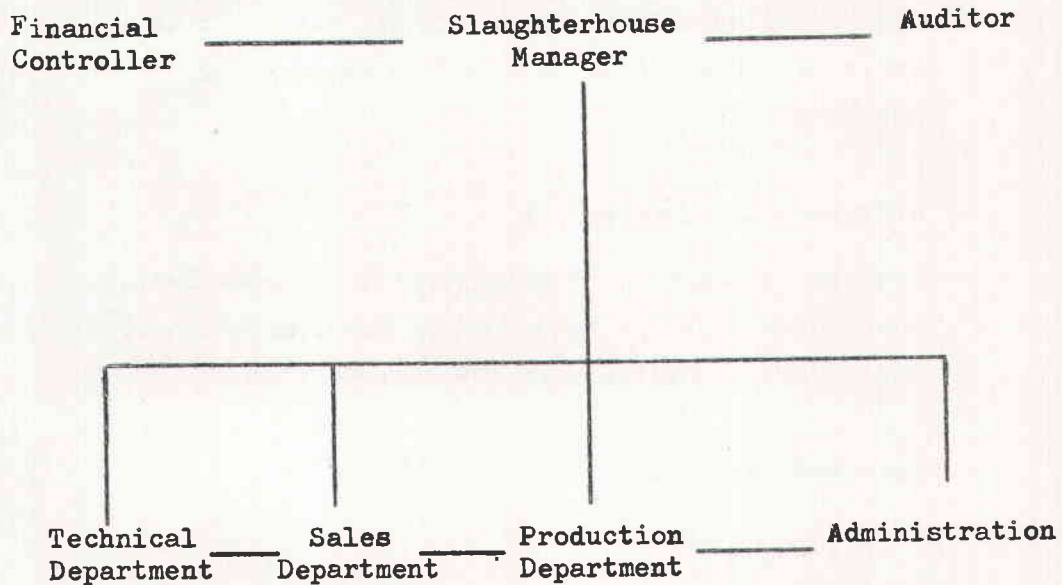 Financial Controller
Slaughterhouse Manager
Auditor
Technical Department
Sales Department
Production Department
Administration